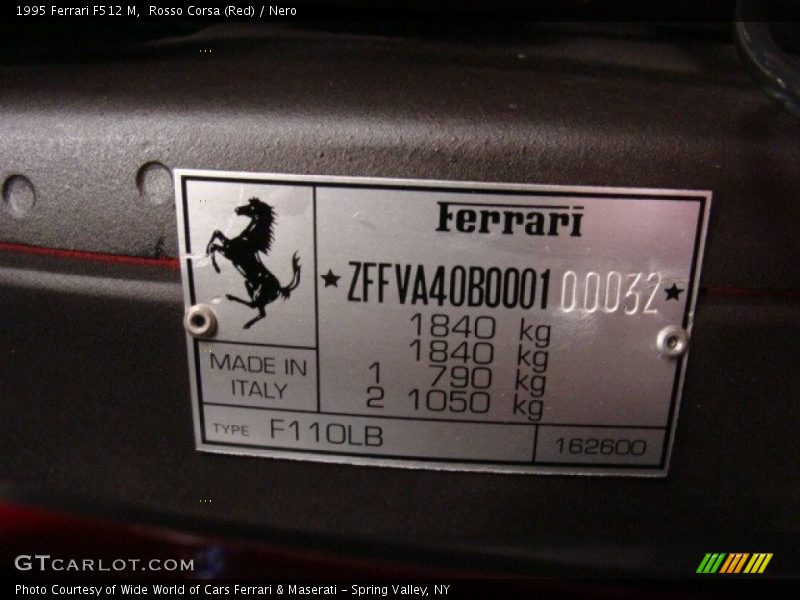 1995 Ferrari F512 M,  Rosso Corsa (Red) / Nero
Ferrari
★ ZFFVA40B0001 00032 ★
1840 kg
1840 kg
1 790 kg
2 1050 kg
MADE IN
ITALY
TYPE F110LB
162600
GTCARLOT.COM
Photo Courtesy of Wide World of Cars Ferrari & Maserati - Spring Valley, NY